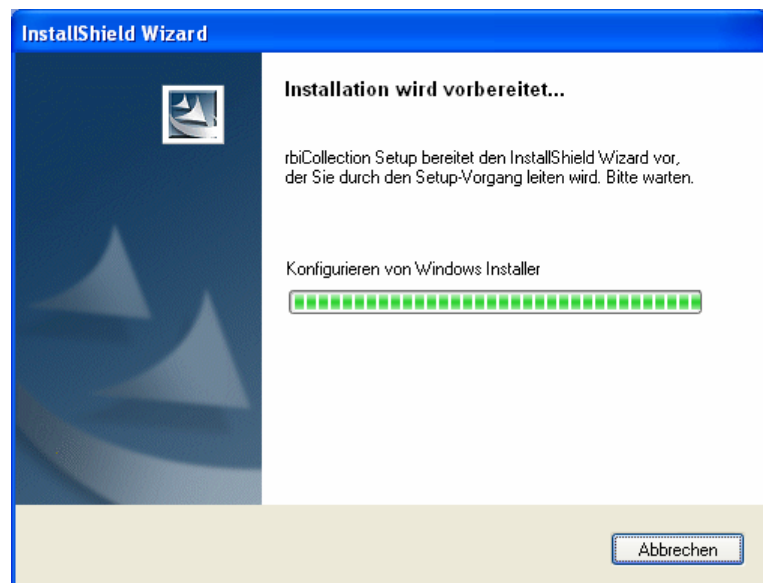 InstallShield Wizard
Installation wird vorbereitet...
rbiCollection Setup bereitet den InstallShield Wizard vor,
der Sie durch den Setup-Vorgang leiten wird. Bitte warten.
Konfigurieren von Windows Installer
Abbrechen